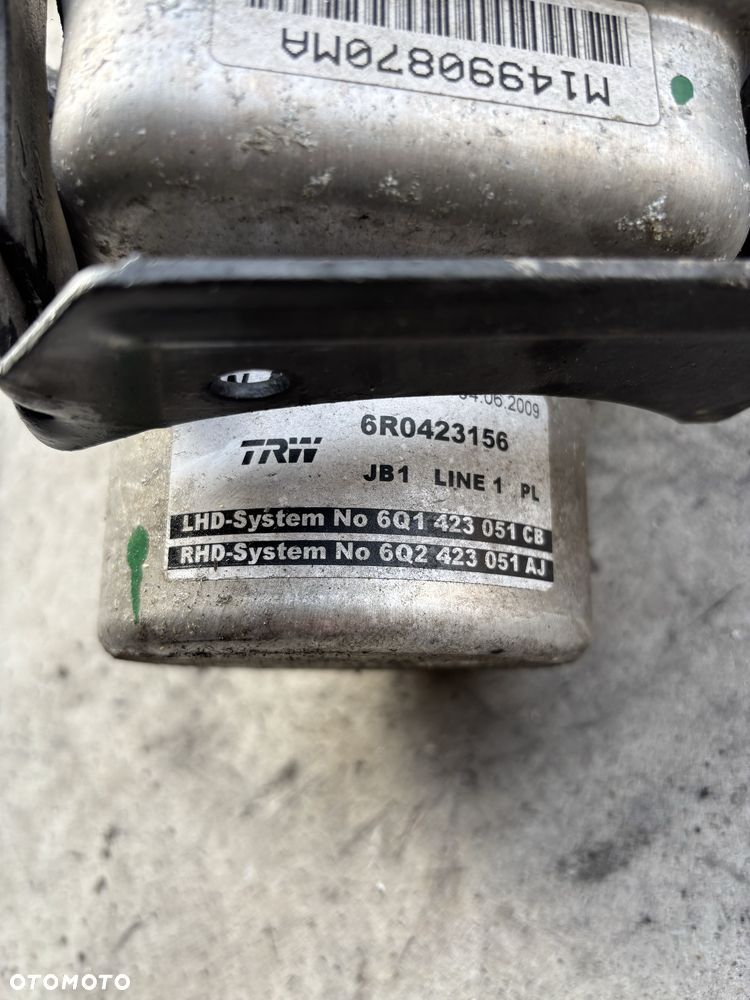 M14990870MA
04.06.2009
6R0423156
TRW
JB1 LINE 1 PL
LHD-System No 6Q1 423 051 CB
RHD-System No 6Q2 423 051 AJ
OTOMOTO